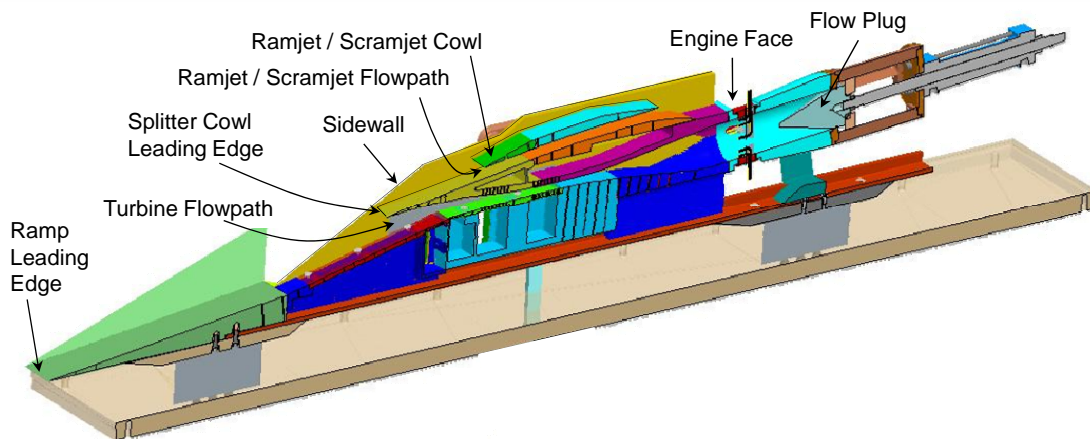 Ramjet / Scramjet Cowl
Ramjet / Scramjet Flowpath
Splitter Cowl
Leading Edge
Sidewall
Turbine Flowpath
Ramp
Leading
Edge
Engine Face
Flow Plug